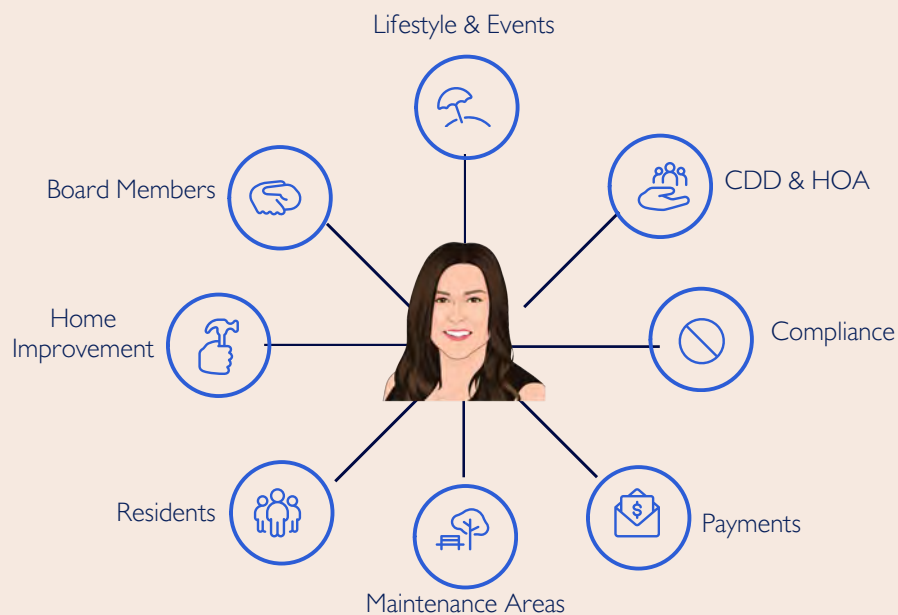 Lifestyle & Events
Board Members
CDD & HOA
Home
Improvement
Compliance
Residents
$
Payments
Maintenance Areas